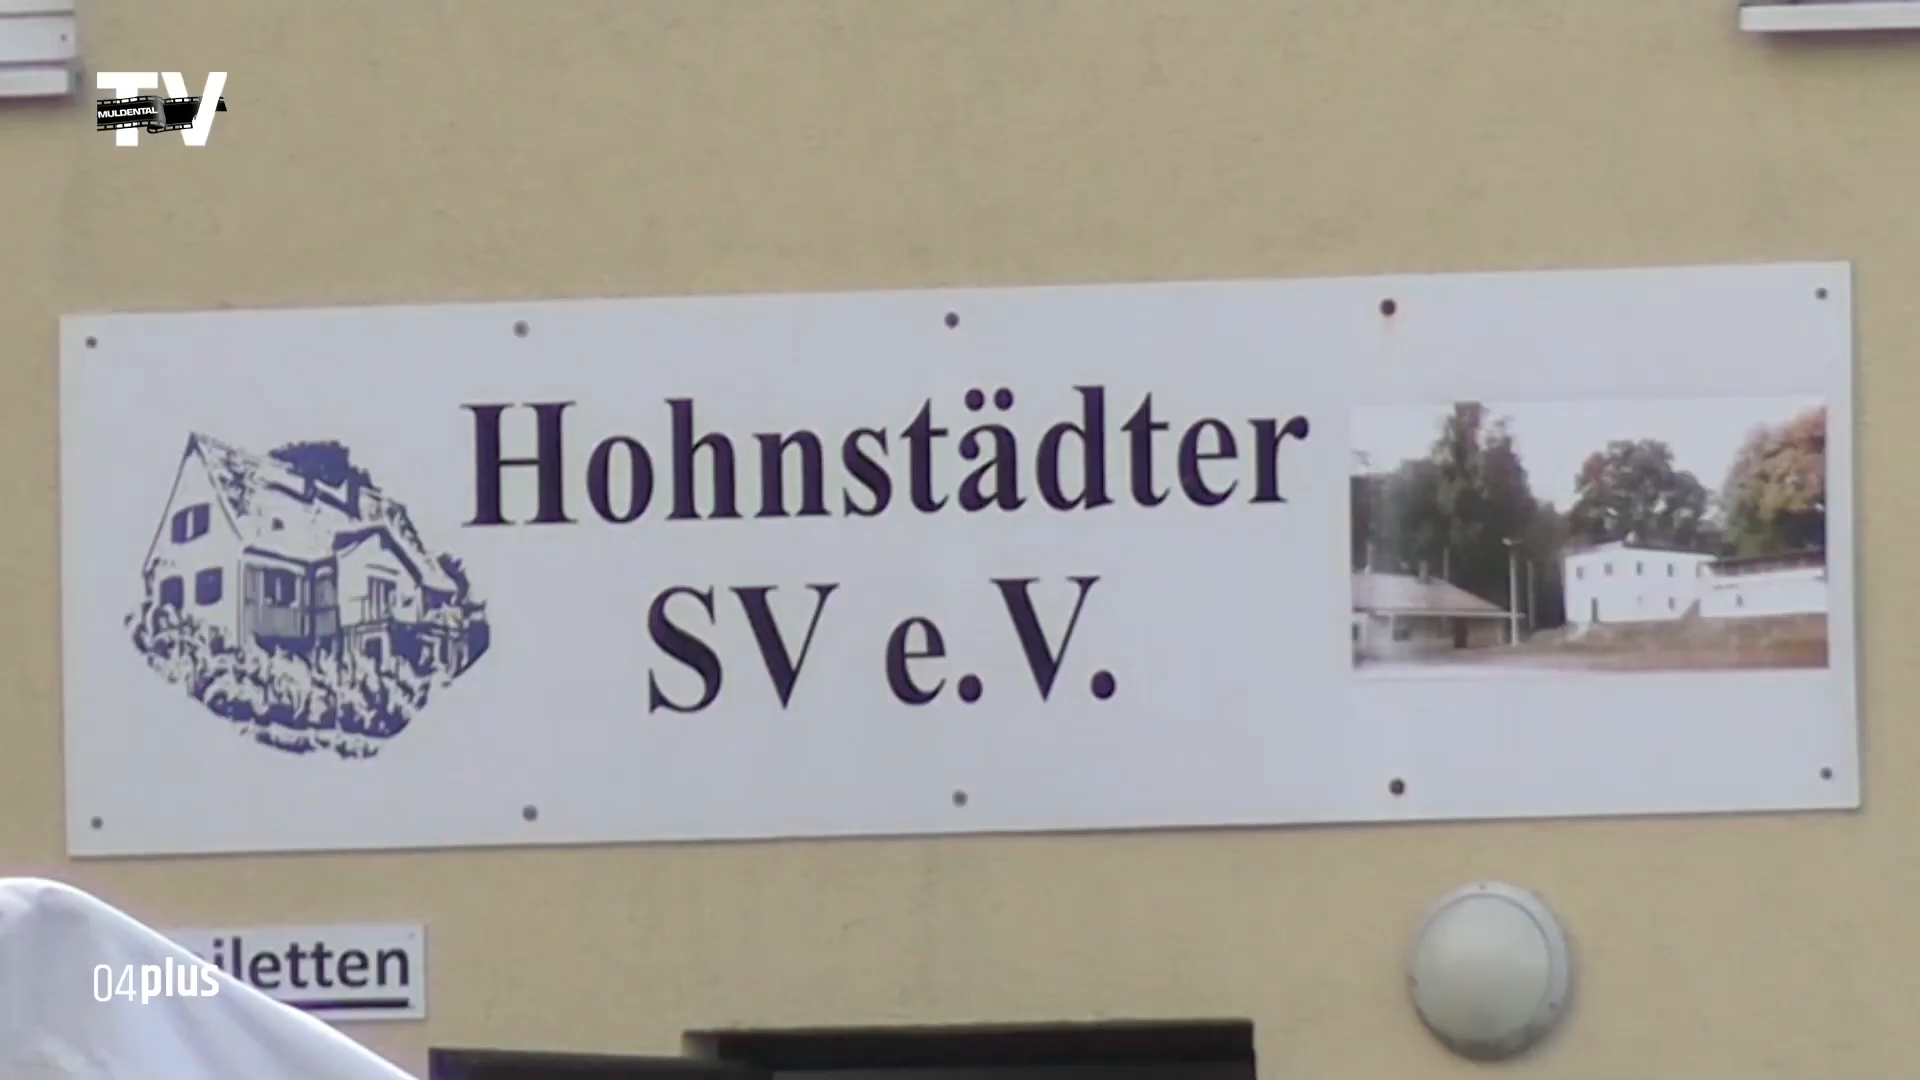 TV
MULDENTAL
Hohnstädter
SV e.V.
iletten
04plus